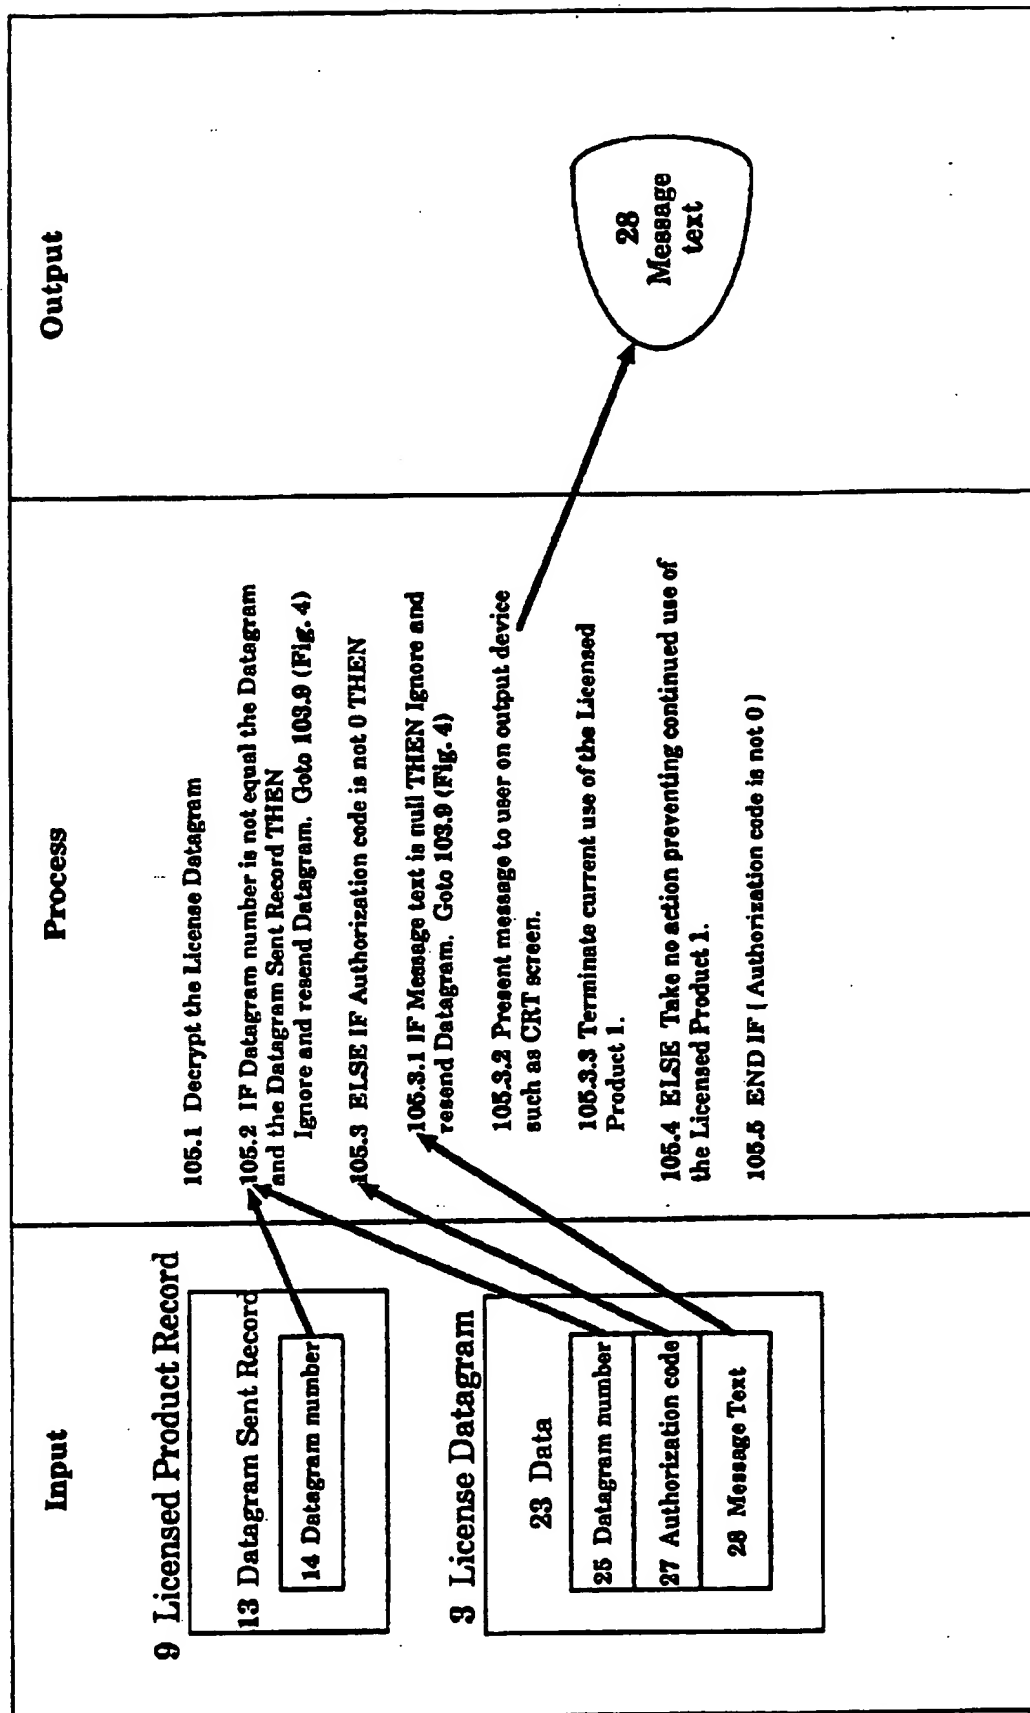 Input
Process
Output
9 Licensed Product Record
13 Datagram Sent Record
14 Datagram number
3 License Datagram
23 Data
25 Datagram number
27 Authorization code
28 Message Text
105.1 Decrypt the License Datagram
105.2 IF Datagram number is not equal the Datagram
and the Datagram Sent Record THEN
Ignore and resend Datagram. Goto 103.9 (Fig. 4)
105.3 ELSE IF Authorization code is not 0 THEN
105.3.1 IF Message text is null THEN Ignore and
resend Datagram. Goto 103.9 (Fig. 4)
105.3.2 Present message to user on output device
such as CRT screen.
105.3.3 Terminate current use of the Licensed
Product 1.
105.4 ELSE Take no action preventing continued use of
the Licensed Product 1.
105.5 END IF ( Authorization code is not 0 )
28
Message
text